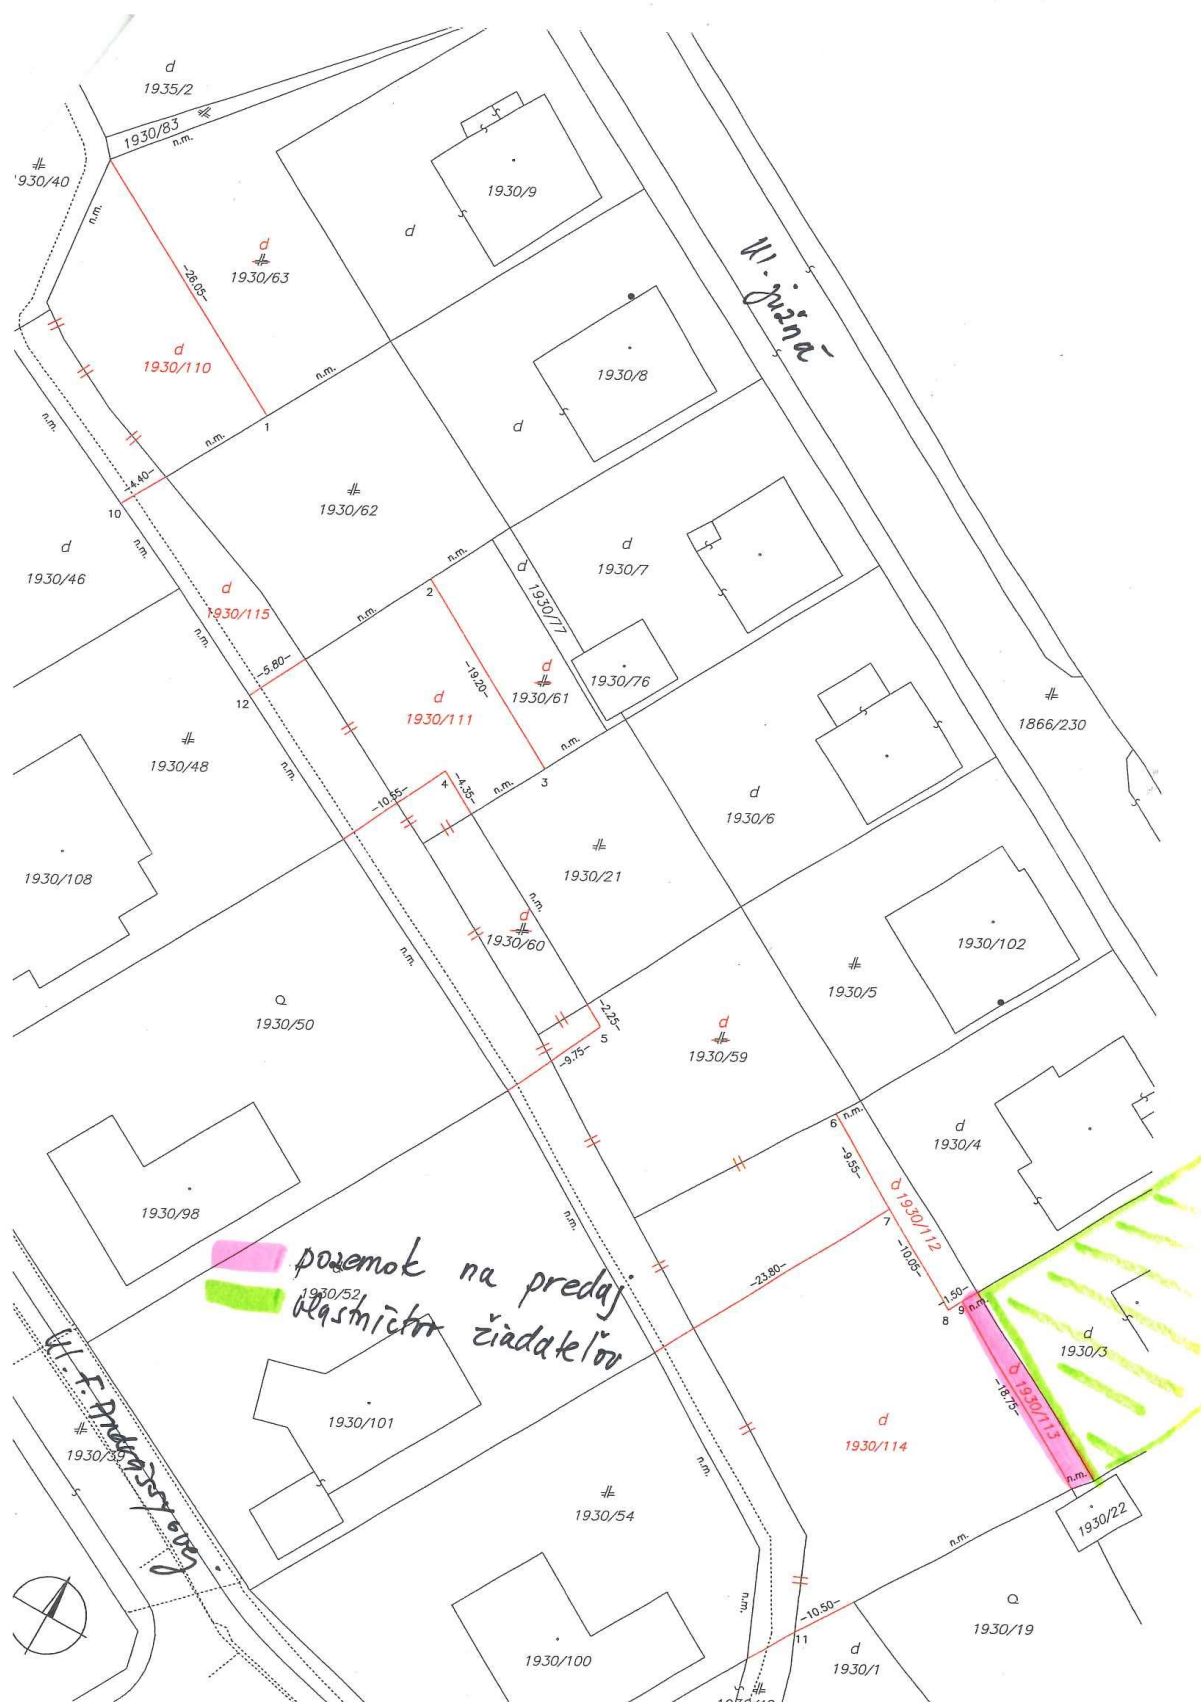 d
1935/2
1930/83
n.m.
1930/40
n.m.
1930/9
d
d
1930/63
-26.05-
Ul. južná
d
1930/110
n.m.
1930/8
n.m.
n.m.
1
d
-4.40-
10
1930/62
n.m.
d
1930/46
d
1930/7
n.m.
2
d
1930/77
d
1930/115
n.m.
n.m.
-5.80-
12
-19.20-
d
1930/61
1930/76
d
1930/111
1866/230
n.m.
1930/48
n.m.
3
n.m.
4
-4.35-
-10.55-
d
1930/6
1930/108
1930/21
n.m.
d
1930/60
1930/102
n.m.
1930/5
1930/50
-2.25-
5
d
1930/59
-9.75-
6
n.m.
d
1930/4
-9.55-
d 1930/112
1930/98
n.m.
7
-10.05-
pozemok na predaj
1930/52
-23.80-
-1.50-
8
9
n.m.
žiadateľov
d
1930/3
d 1930/113
-18.75-
1930/101
1930/39
d
1930/114
n.m.
n.m.
1930/54
1930/22
n.m.
n.m.
-10.50-
11
1930/19
1930/100
d
1930/1